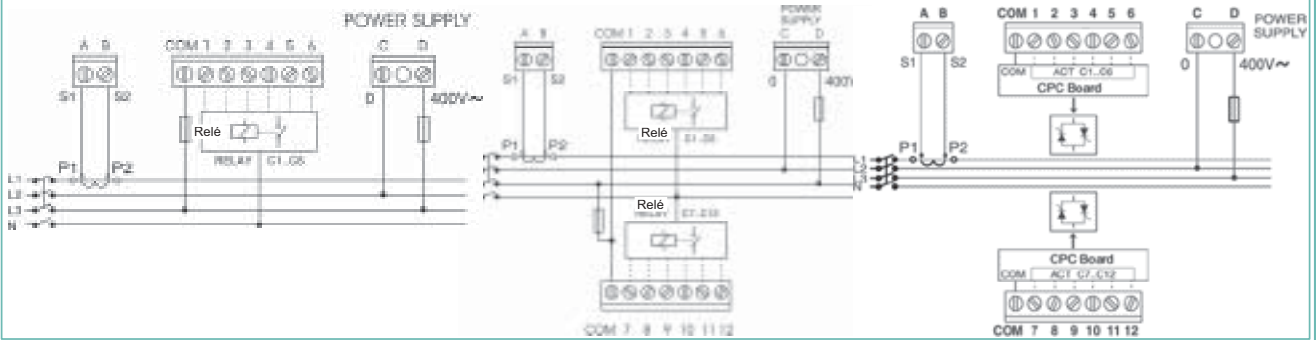 POWER SUPPLY
A B
COM 1 2 3 4 5 6
C D
S1 S2
0 400V~
Relé
RELAY C1..C6
P1 P2
L1
L2
L3
N
POWER SUPPLY
A B
COM 1 2 3 4 5 6
C D
S1 S2
0 400
Relé
C1..C6
P1 P2
Relé
RELAY C7..C12
COM 7 8 9 10 11 12
A B
COM 1 2 3 4 5 6
C D
POWER SUPPLY
S1 S2
COM ACT C1..C6
0 400V~
CPC Board
P1 P2
L1
L2
L3
N
CPC Board
COM ACT C7..C12
COM 7 8 9 10 11 12